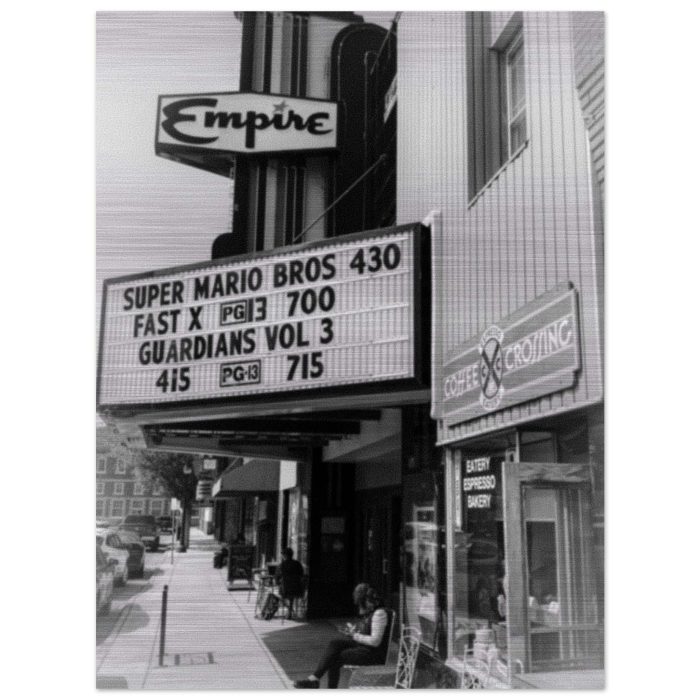 Empire
SUPER MARIO BROS 430
FAST X PG13 700
GUARDIANS VOL 3
415 PG-13 715
COFFEE CROSSING
EATERY
ESPRESSO
BAKERY